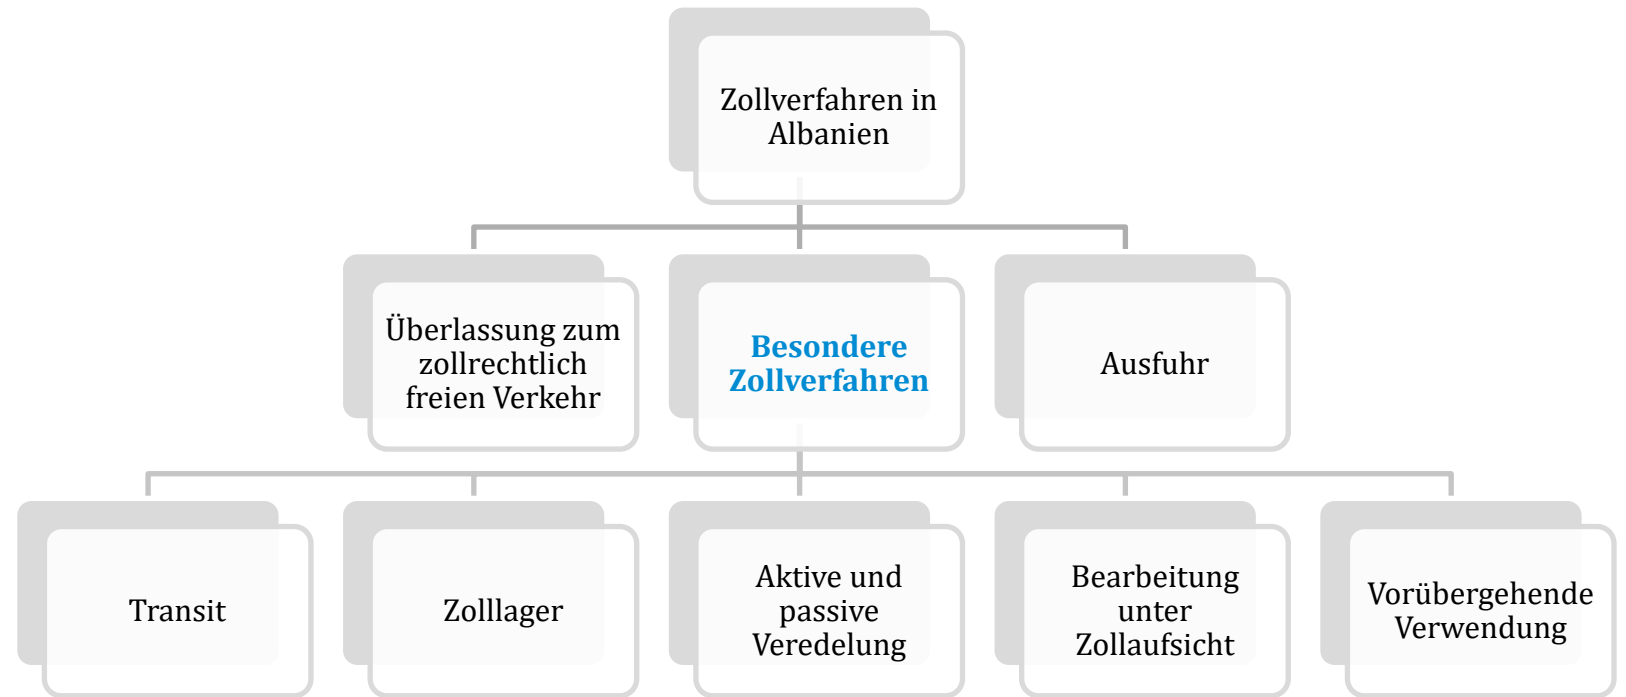 Zollverfahren in
Albanien
Überlassung zum
zollrechtlich
freien Verkehr
Besondere
Zollverfahren
Ausfuhr
Transit
Zolllager
Aktive und
passive
Veredelung
Bearbeitung
unter
Zollaufsicht
Vorübergehende
Verwendung